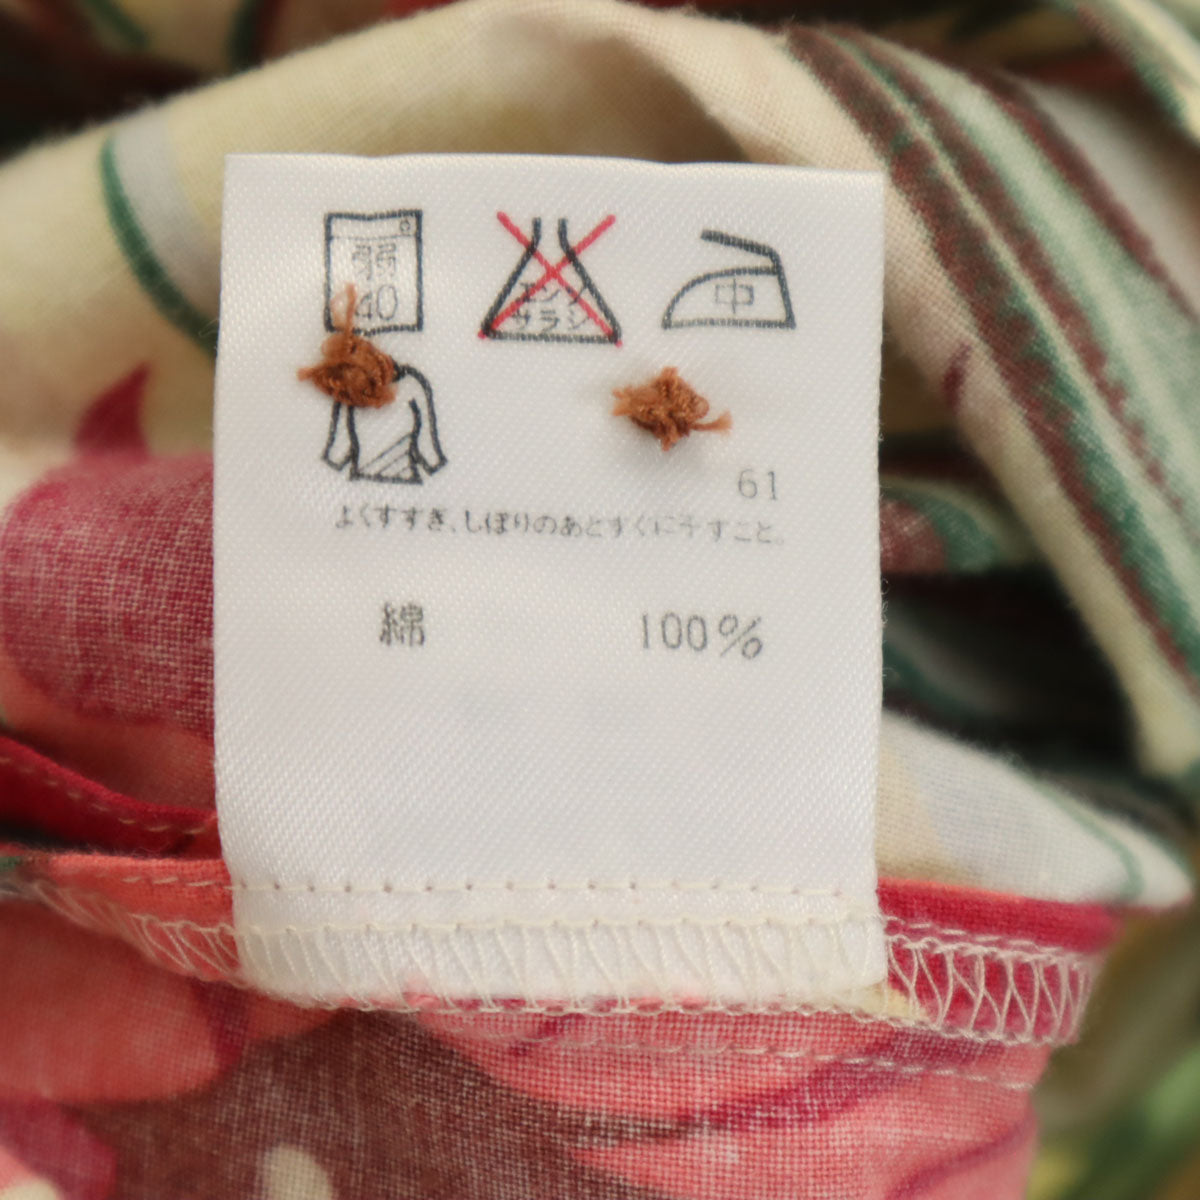 弱
40
エンソ
サラシ
中
61
よくすすぎ、しぼりのあとすぐに干すこと。
綿 100%